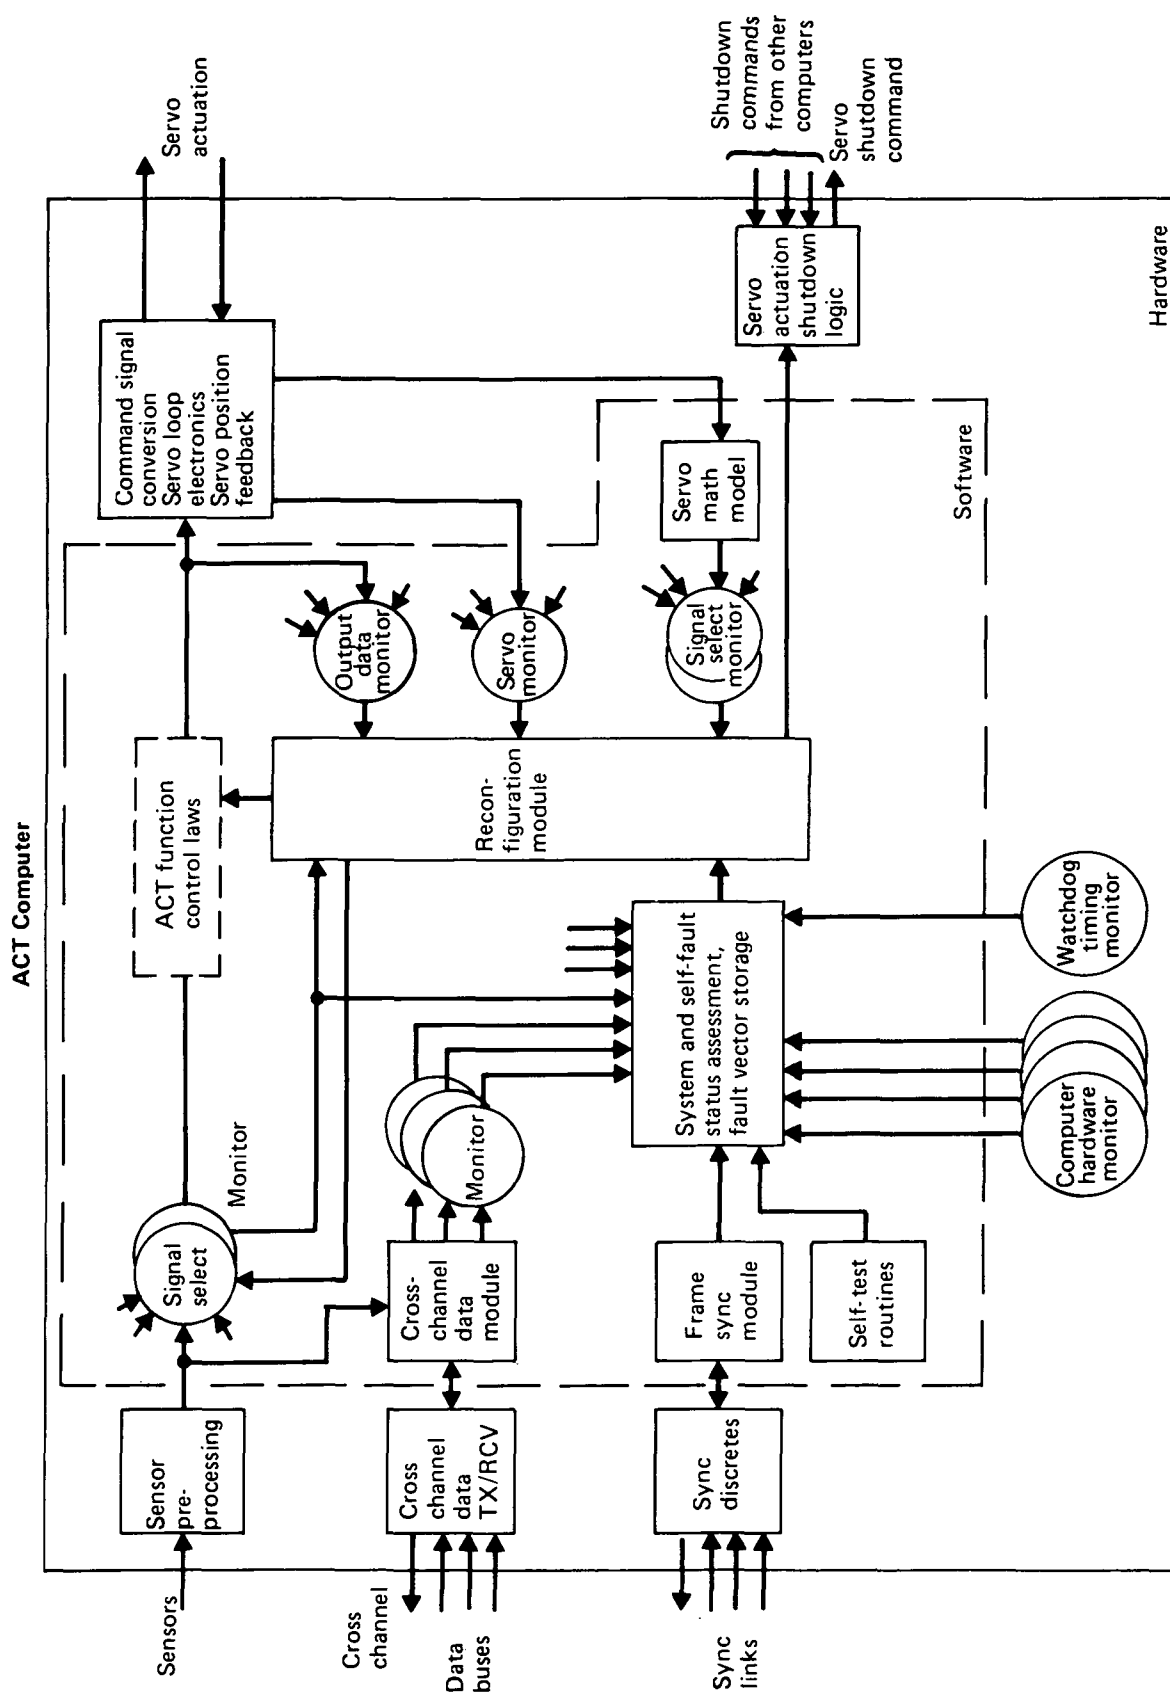 ACT Computer
Sensors
Sensor
pre-
processing
Signal
select
Monitor
ACT function
control laws
Command signal
conversion
Servo loop
electronics
Servo position
feedback
Servo
actuation
Cross
channel
Data
buses
Cross
channel
data
TX/RCV
Cross-
channel
data
module
Monitor
Recon-
figuration
module
Output
data
monitor
Servo
monitor
Signal
select
monitor
Servo
math
model
Sync
links
Sync
discretes
Frame
sync
module
Self-test
routines
System and self-fault
status assessment,
fault vector storage
Computer
hardware
monitor
Watchdog
timing
monitor
Servo
actuation
shutdown
logic
Shutdown
commands
from other
computers
Servo
shutdown
command
Software
Hardware